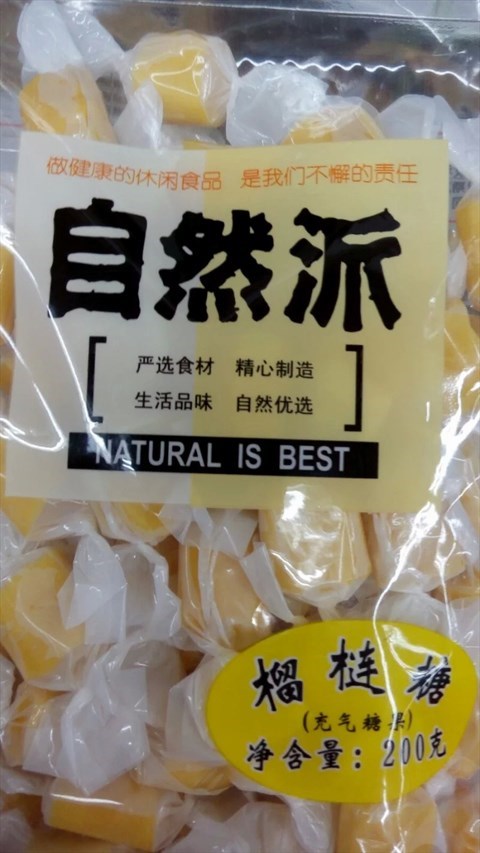 做健康的休闲食品 是我们不懈的责任
自然派
严选食材 精心制造
生活品味 自然优选
NATURAL IS BEST
榴梿糖
(充气糖果)
净含量:200克